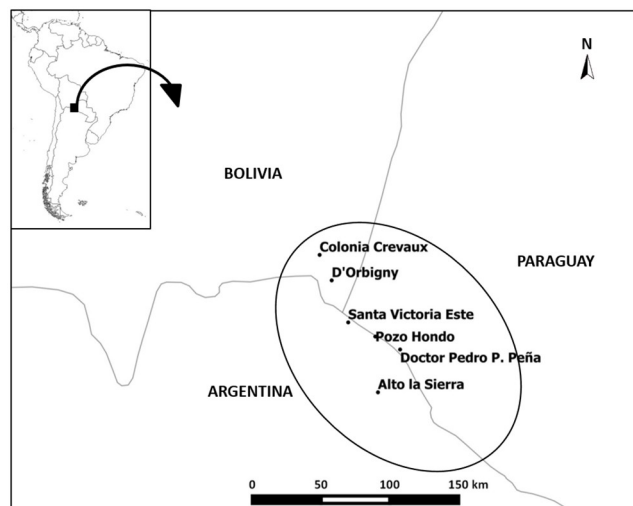 N
BOLIVIA
Colonia Crevaux
PARAGUAY
D'Orbigny
Santa Victoria Este
Pozo Hondo
Doctor Pedro P. Peña
ARGENTINA
Alto la Sierra
0 50 100 150 km